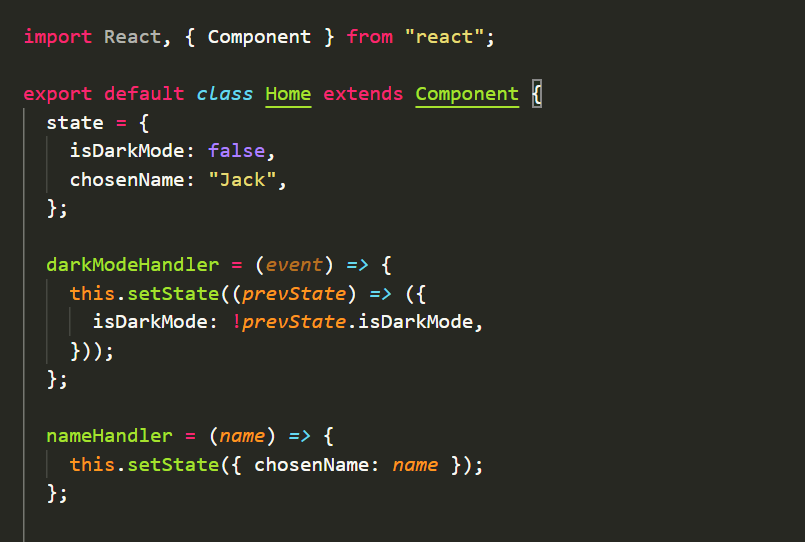 import React, { Component } from "react";
export default class Home extends Component {
state = {
isDarkMode: false,
chosenName: "Jack",
};
darkModeHandler = (event) => {
this.setState((prevState) => ({
isDarkMode: !prevState.isDarkMode,
}));
};
nameHandler = (name) => {
this.setState({ chosenName: name });
};